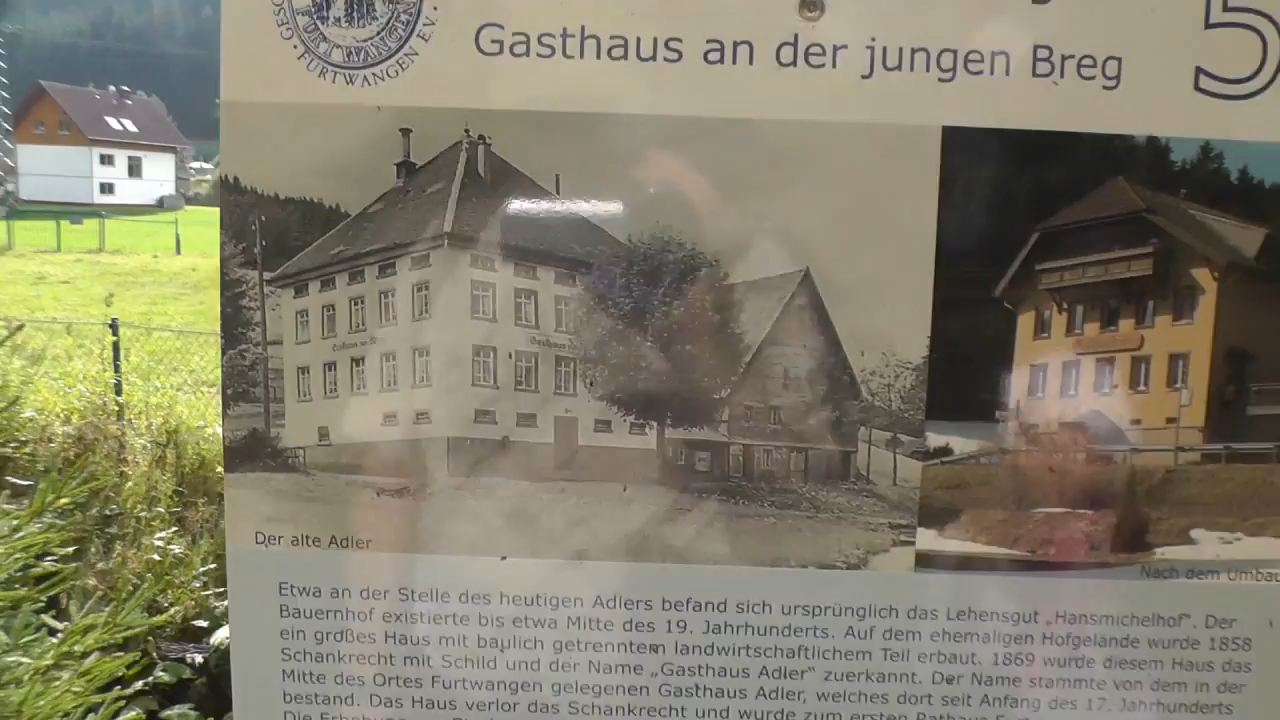 FURTWANGEN
FURTWANGEN E.V.
Gasthaus an der jungen Breg
5
Gasthaus
Der alte Adler
Nach dem Umbau
Etwa an der Stelle des heutigen Adlers befand sich ursprünglich das Lehensgut „Hansmichelhof“. Der
Bauernhof existierte bis etwa Mitte des 19. Jahrhunderts. Auf dem ehemaligen Hofgelände wurde 1858
ein großes Haus mit baulich getrenntem landwirtschaftlichem Teil erbaut. 1869 wurde diesem Haus das
Schankrecht mit Schild und der Name „Gasthaus Adler“ zuerkannt. Der Name stammte von dem in der
Mitte des Ortes Furtwangen gelegenen Gasthaus Adler, welches dort seit Anfang des 17. Jahrhunderts
bestand. Das Haus verlor das Schankrecht und wurde zum ersten Rathaus